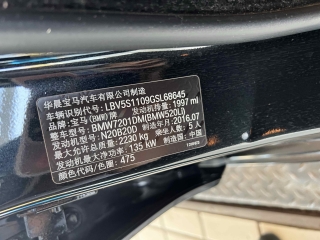 华晨宝马汽车有限公司制造
车辆识别代号: LBV5S1109GSL68645
品牌: 宝马(BMW)牌 发动机排量: 1997 ml
整车型号: BMW7201DM(BMW520Li)
发动机型号: N20B20D 制造年月: 2016.07
最大允许总质量: 2230 kg 乘坐人数: 5人
发动机最大净功率: 135 kW 制造国: 中国
车身颜色/颜色: 475